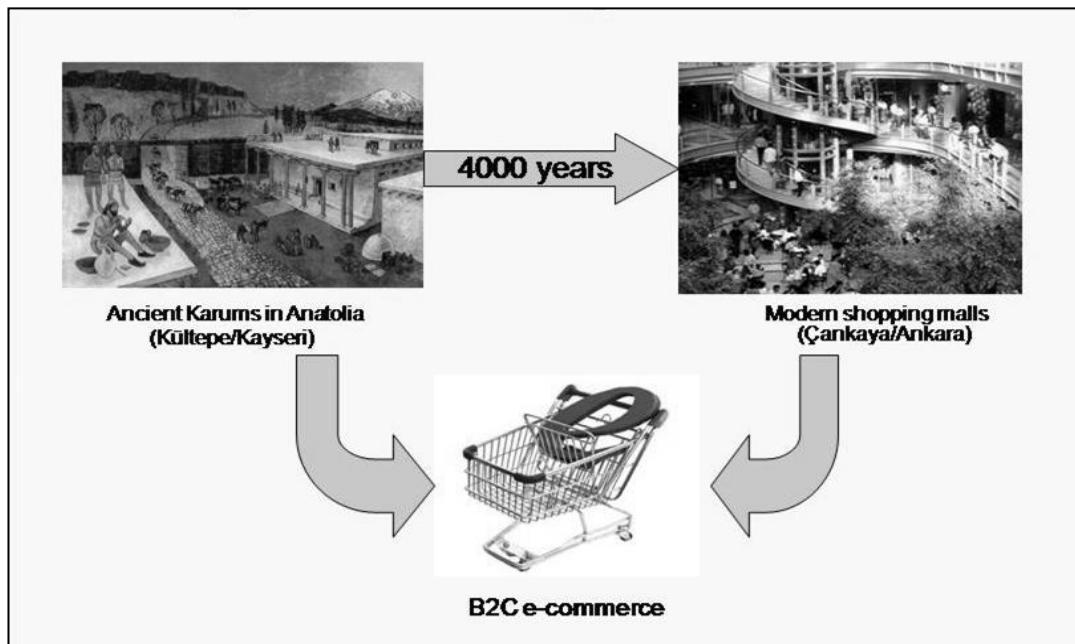 4000 years
Ancient Karums in Anatolia
(Kültepe/Kayseri)
Modern shopping malls
(Çankaya/Ankara)
B2C e-commerce